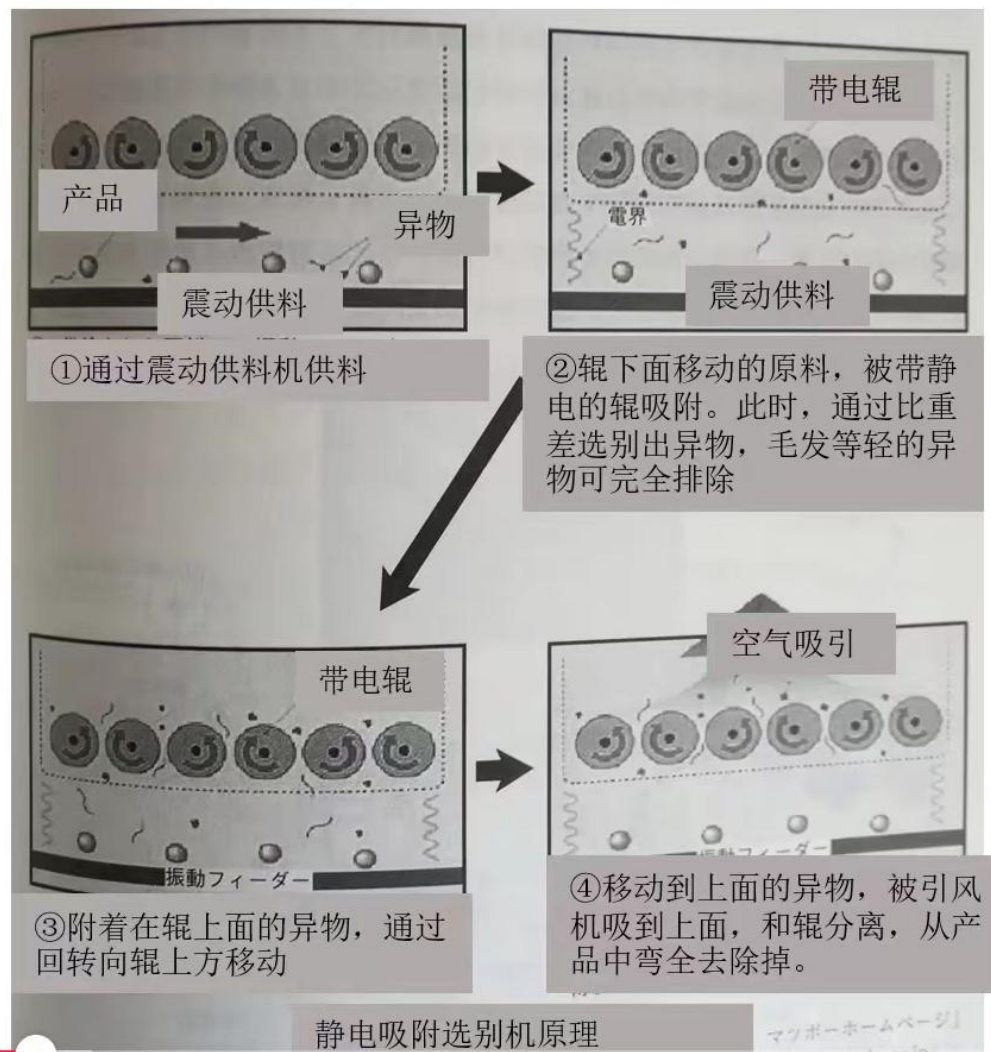 带电辊
产品
異物
震动供料
電界
震动供料
①通过震动供料机供料
②辊下面移动的原料，被带静
电的辊吸附。此时，通过比重
差选别出异物，毛发等轻的异
物可完全排除
带电辊
空气吸引
振動フィーダー
振動フィーダー
③附着在辊上面的异物，通过
回转向辊上方移动
④移动到上面的异物，被引风
机吸到上面，和辊分离，从产
品中弯全去除掉。
静电吸附选别机原理
マツボーホームページ」